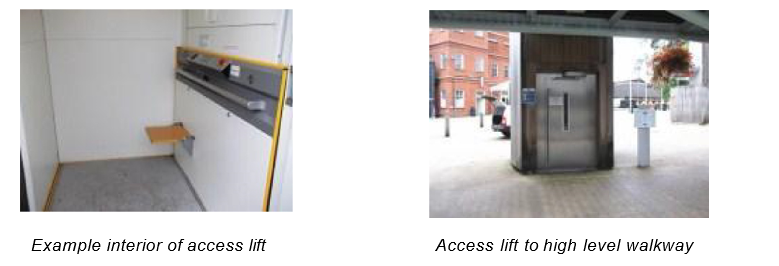 Example interior of access lift
Access lift to high level walkway